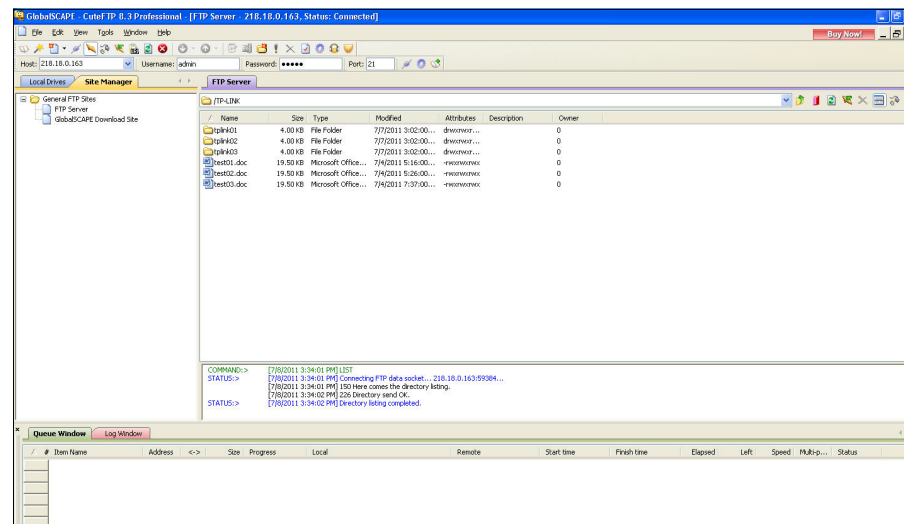 GlobalSCAPE - CuteFTP 8.3 Professional - [FTP Server - 218.18.0.163, Status: Connected]
File Edit View Tools Window Help
Buy Now!
Host: 218.18.0.163 Username: admin Password: ●●●●● Port: 21
Local Drives Site Manager FTP Server
General FTP Sites
FTP Server
GlobalSCAPE Download Site
/TP-LINK
/ Name Size Type Modified Attributes Description Owner
tplink01 4.00 KB File Folder 7/7/2011 3:02:00... drwxrwxr... 0
tplink02 4.00 KB File Folder 7/7/2011 3:02:00... drwxrwxr... 0
tplink03 4.00 KB File Folder 7/7/2011 3:02:00... drwxrwxr... 0
test01.doc 19.50 KB Microsoft Office... 7/4/2011 5:16:00... -rwxrwxrwx 0
test02.doc 19.50 KB Microsoft Office... 7/4/2011 5:26:00... -rwxrwxrwx 0
test03.doc 19.50 KB Microsoft Office... 7/4/2011 7:37:00... -rwxrwxrwx 0
COMMAND:> [7/8/2011 3:34:01 PM] LIST
STATUS:> [7/8/2011 3:34:01 PM] Connecting FTP data socket... 218.18.0.163:59384...
[7/8/2011 3:34:01 PM] 150 Here comes the directory listing.
[7/8/2011 3:34:02 PM] 226 Directory send OK.
STATUS:> [7/8/2011 3:34:02 PM] Directory listing completed.
Queue Window Log Window
/ # Item Name Address <-> Size Progress Local Remote Start time Finish time Elapsed Left Speed Multi-p... Status